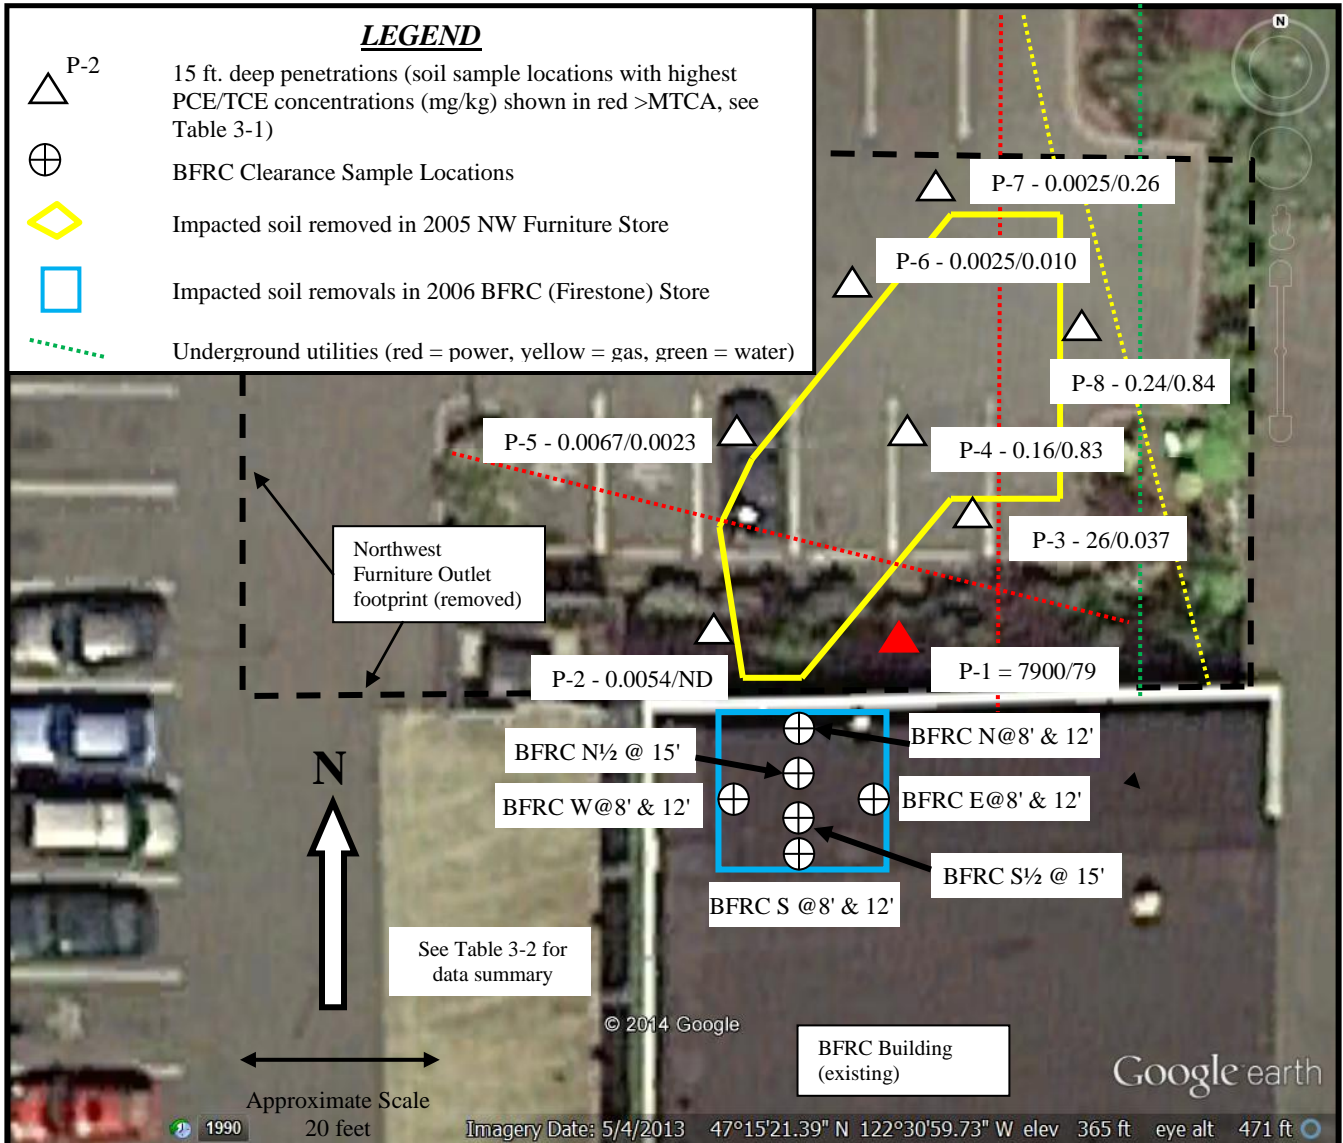 LEGEND
P-2
15 ft. deep penetrations (soil sample locations with highest
PCE/TCE concentrations (mg/kg) shown in red >MTCA, see
Table 3-1)
BFRC Clearance Sample Locations
Impacted soil removed in 2005 NW Furniture Store
Impacted soil removals in 2006 BFRC (Firestone) Store
Underground utilities (red = power, yellow = gas, green = water)
N
P-7 - 0.0025/0.26
P-6 - 0.0025/0.010
P-8 - 0.24/0.84
P-5 - 0.0067/0.0023
P-4 - 0.16/0.83
P-3 - 26/0.037
Northwest
Furniture Outlet
footprint (removed)
P-2 - 0.0054/ND
P-1 = 7900/79
BFRC N@8' & 12'
BFRC N½ @ 15'
BFRC W@8' & 12'
BFRC E@8' & 12'
BFRC S½ @ 15'
BFRC S @8' & 12'
N
See Table 3-2 for
data summary
© 2014 Google
BFRC Building
(existing)
Google earth
Approximate Scale
20 feet
1990
Imagery Date: 5/4/2013 47°15'21.39" N 122°30'59.73" W elev 365 ft eye alt 471 ft